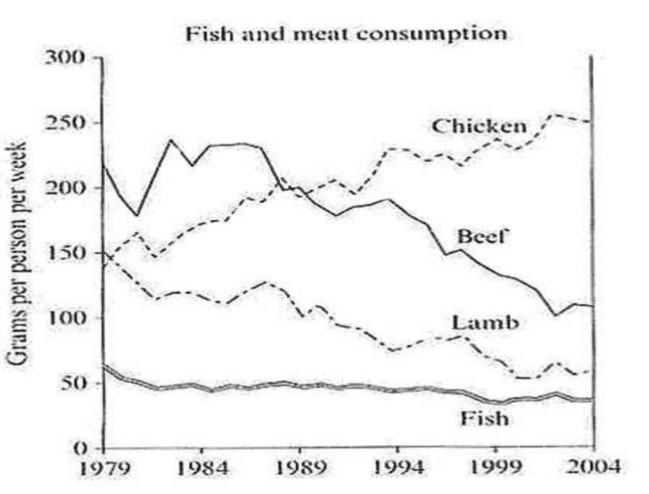 Fish and meat consumption
Grams per person per week
300
250
200
150
100
50
0
Chicken
Beef
Lamb
Fish
1979 1984 1989 1994 1999 2004